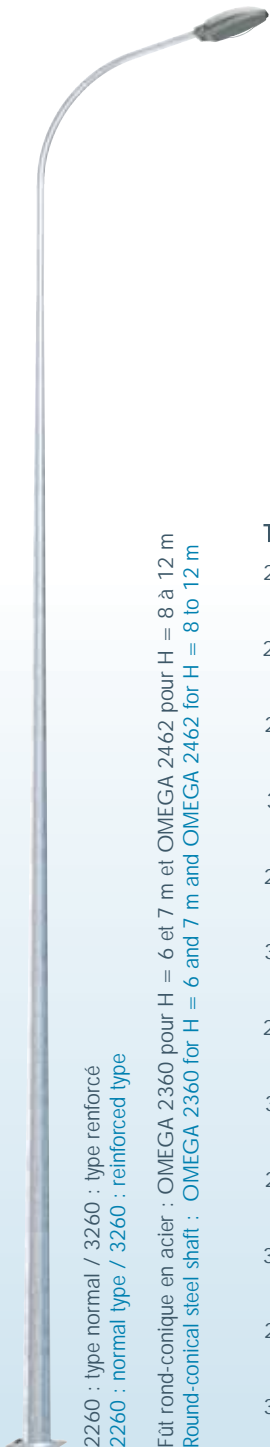 2260 : type normal / 3260 : type renforcé
2260 : normal type / 3260 : reinforced type
Fût rond-conique en acier : OMEGA 2360 pour H = 6 et 7 m et OMEGA 2462 pour H = 8 à 12 m
Round-conical steel shaft : OMEGA 2360 for H = 6 and 7 m and OMEGA 2462 for H = 8 to 12 m